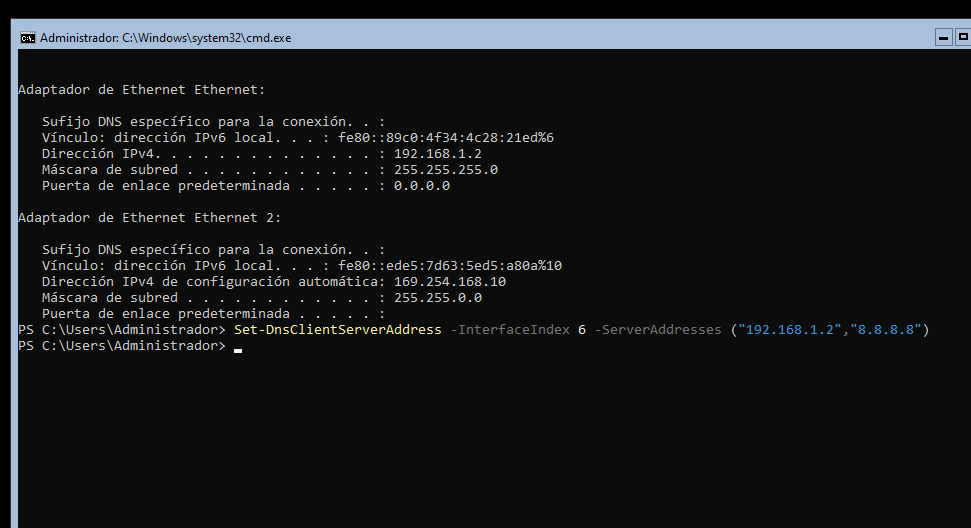 Administrador: C:\Windows\system32\cmd.exe
Adaptador de Ethernet Ethernet:
Sufijo DNS específico para la conexión. . :
Vínculo: dirección IPv6 local. . . : fe80::89c0:4f34:4c28:21ed%6
Dirección IPv4. . . . . . . . . . . . . . : 192.168.1.2
Máscara de subred . . . . . . . . . . . . : 255.255.255.0
Puerta de enlace predeterminada . . . . . : 0.0.0.0
Adaptador de Ethernet Ethernet 2:
Sufijo DNS específico para la conexión. . :
Vínculo: dirección IPv6 local. . . : fe80::ede5:7d63:5ed5:a80a%10
Dirección IPv4 de configuración automática: 169.254.168.10
Máscara de subred . . . . . . . . . . . . : 255.255.0.0
Puerta de enlace predeterminada . . . . . :
PS C:\Users\Administrador> Set-DnsClientServerAddress -InterfaceIndex 6 -ServerAddresses ("192.168.1.2","8.8.8.8")
PS C:\Users\Administrador>